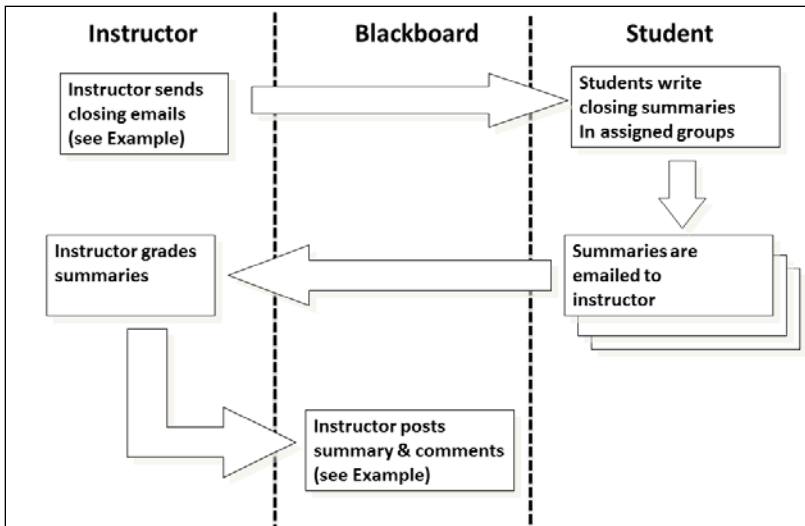 Instructor
Blackboard
Student
Instructor sends
closing emails
(see Example)
Students write
closing summaries
In assigned groups
Instructor grades
summaries
Summaries are
emailed to
instructor
Instructor posts
summary & comments
(see Example)